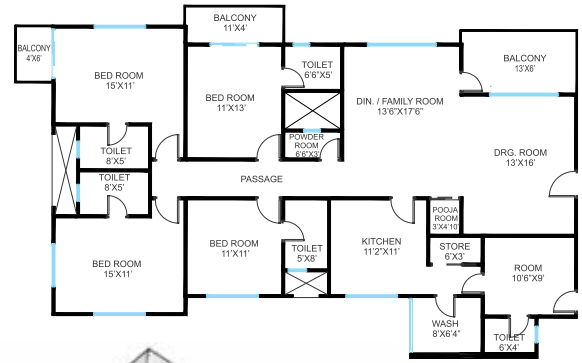 BALCONY
11'X4'
BALCONY
4'X6'
BED ROOM
15'X11'
BED ROOM
11'X13'
TOILET
6'6"X5'
DIN. / FAMILY ROOM
13'6"X17'6"
BALCONY
13'X6'
TOILET
8'X5'
POWDER
ROOM
6'6"X3'
DRG. ROOM
13'X16'
TOILET
8'X5'
PASSAGE
POOJA
ROOM
3'X4'10'
BED ROOM
15'X11'
BED ROOM
11'X11'
TOILET
5'X8'
KITCHEN
11'2"X11'
STORE
6'X3'
ROOM
10'6"X9'
WASH
8'X6'4"
TOILET
6'X4'